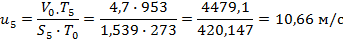 u₅ = V₀.T₅ / S₅·T₀ = 4,7·953 / 1,539·273 = 4479,1 / 420,147 = 10,66 м/с